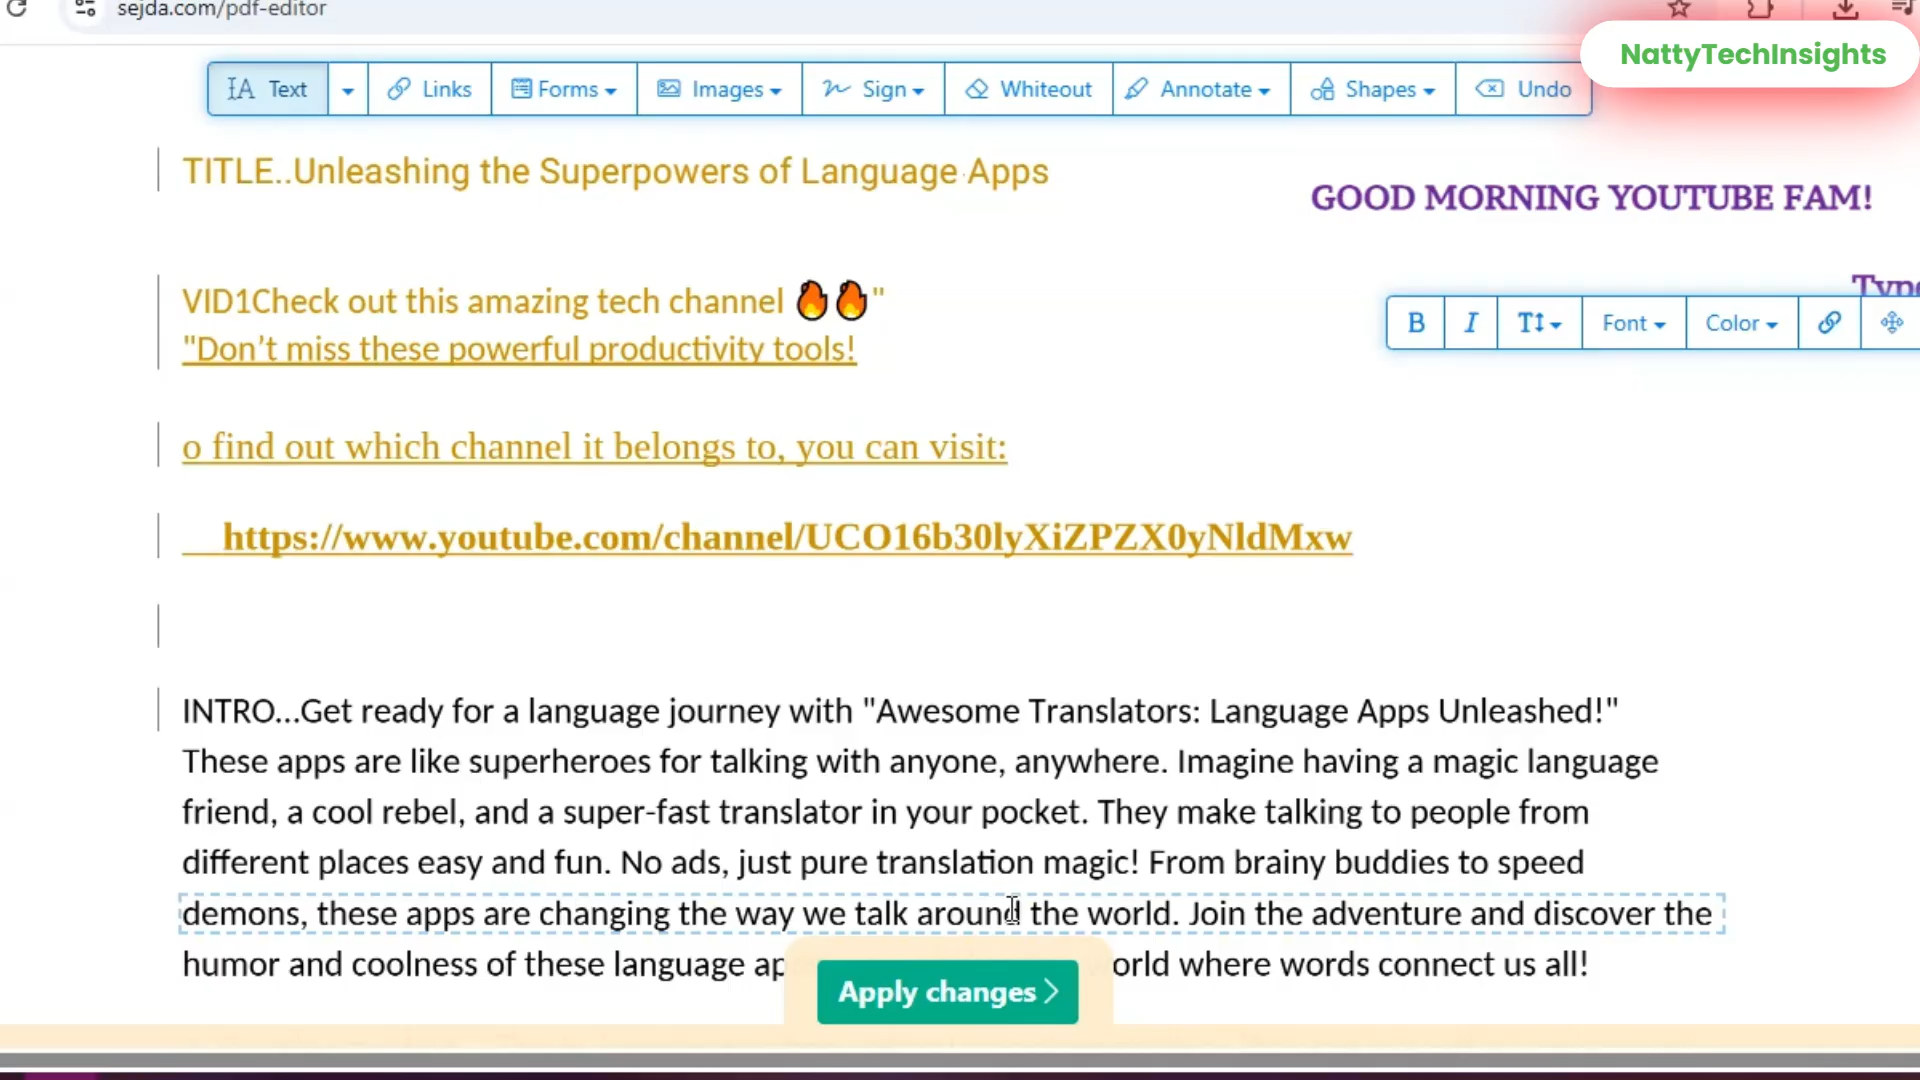 sejda.com/pdf-editor
NattyTechInsights
Text
Links
Forms
Images
Sign
Whiteout
Annotate
Shapes
Undo
TITLE..Unleashing the Superpowers of Language Apps
GOOD MORNING YOUTUBE FAM!
VID1Check out this amazing tech channel 🔥🔥"
"Don’t miss these powerful productivity tools!
Type
B I T Font Color
o find out which channel it belongs to, you can visit:
https://www.youtube.com/channel/UCO16b30lyXiZPZX0yNldMxw
INTRO...Get ready for a language journey with "Awesome Translators: Language Apps Unleashed!"
These apps are like superheroes for talking with anyone, anywhere. Imagine having a magic language
friend, a cool rebel, and a super-fast translator in your pocket. They make talking to people from
different places easy and fun. No ads, just pure translation magic! From brainy buddies to speed
demons, these apps are changing the way we talk around the world. Join the adventure and discover the
humor and coolness of these language ap orld where words connect us all!
Apply changes